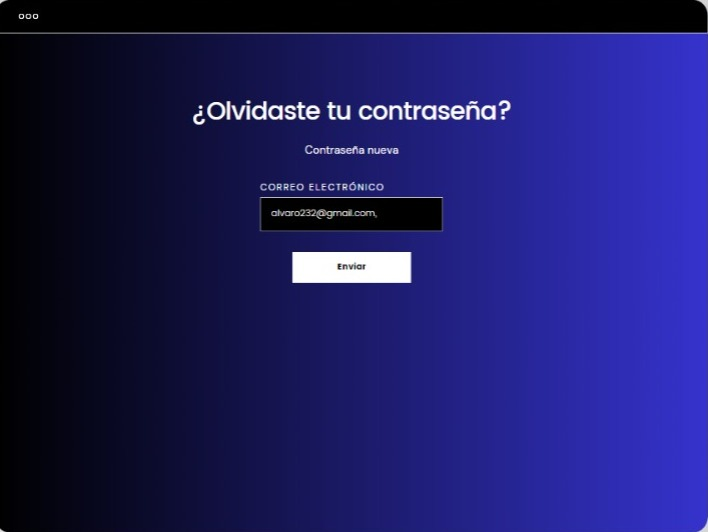 ¿Olvidaste tu contraseña?
Contraseña nueva
CORREO ELECTRÓNICO
alvaro232@gmail.com,
Enviar